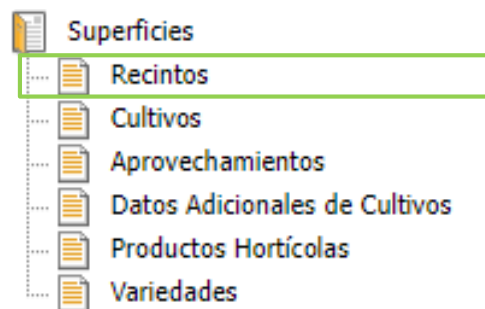 Superficies
Recintos
Cultivos
Aprovechamientos
Datos Adicionales de Cultivos
Productos Hortícolas
Variedades